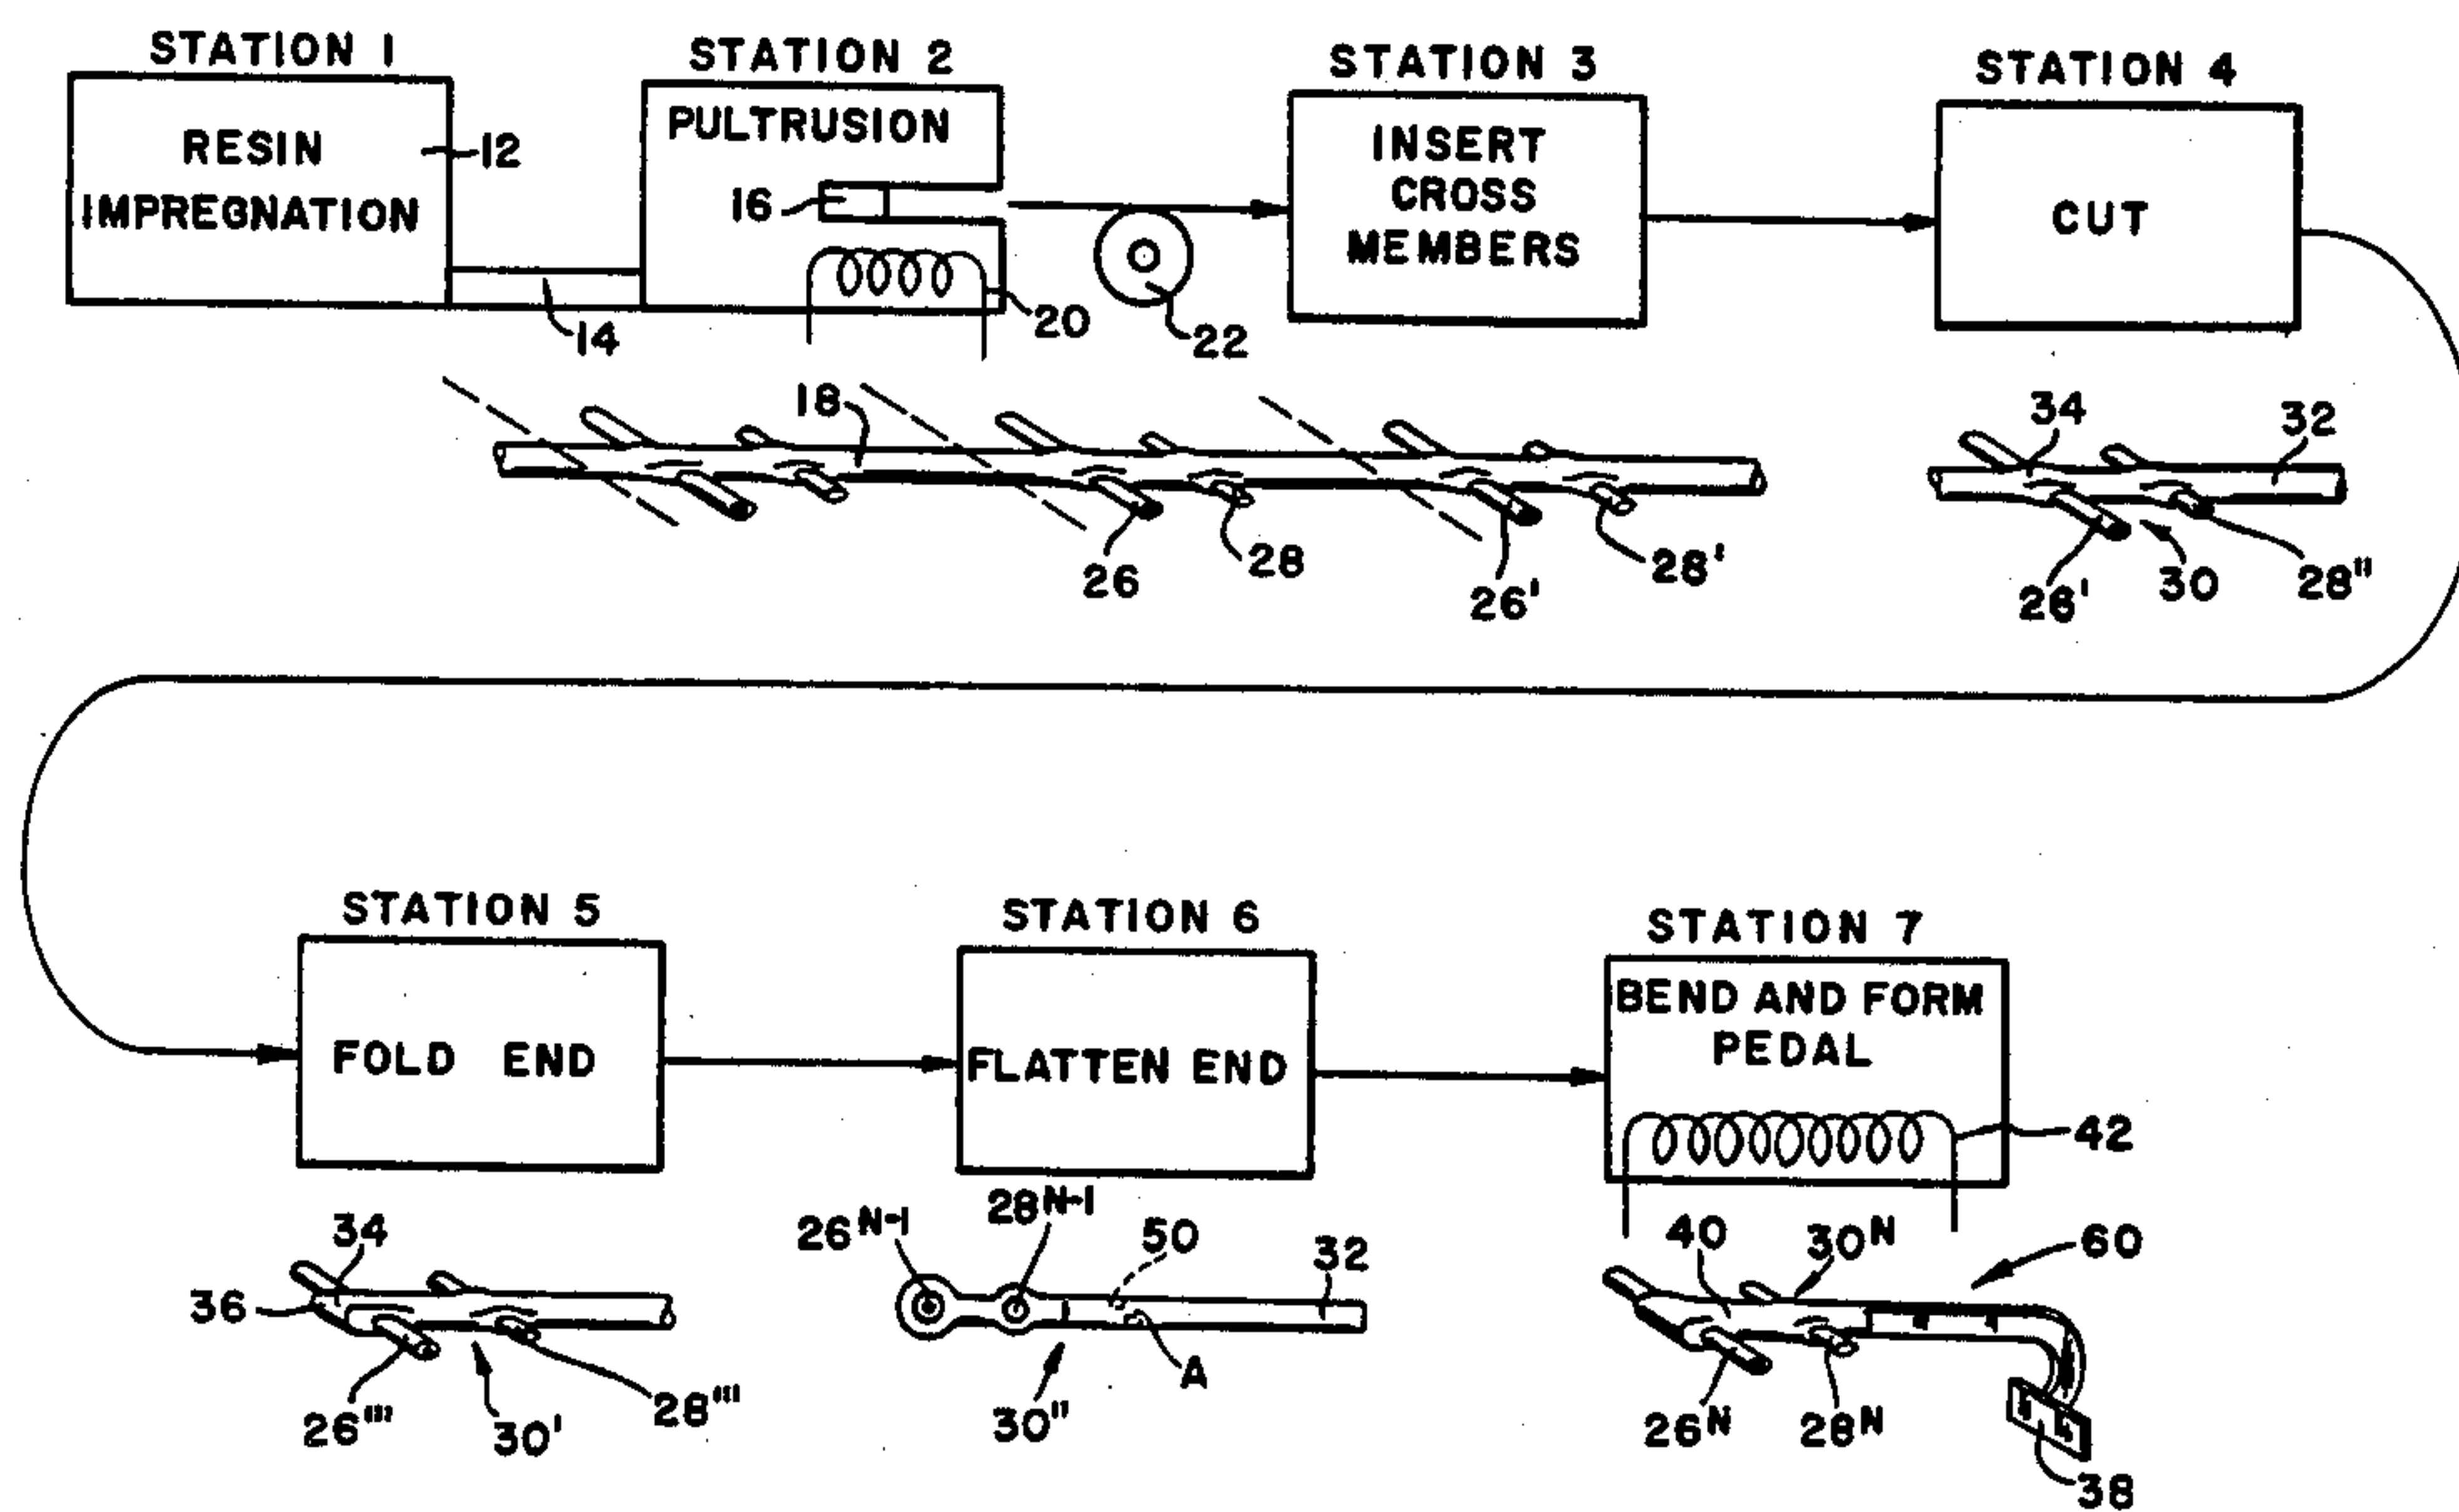 STATION 1
RESIN
IMPREGNATION
12
14
STATION 2
PULTRUSION
16
20
22
STATION 3
INSERT
CROSS
MEMBERS
STATION 4
CUT
18
26
28
26'
28'
34
32
26'
30
28"
STATION 5
FOLD END
STATION 6
FLATTEN END
STATION 7
BEND AND FORM
PEDAL
42
34
36
26'''
30'
28'''
26N-1
28N-1
50
32
A
30"
40
30N
60
26N
28N
38